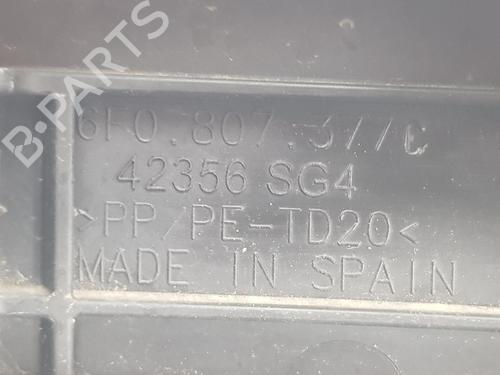 B-PARTS
6F0.807.377C
42356 SG4
>PP/PE-TD20<
MADE IN SPAIN